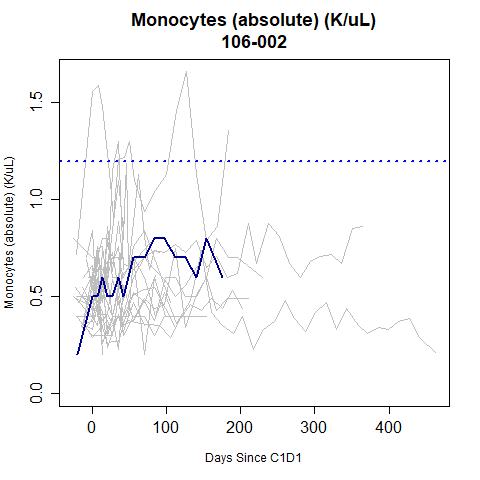 Monocytes (absolute) (K/uL)
106-002
Monocytes (absolute) (K/uL)
1.5
1.0
0.5
0.0
0 100 200 300 400
Days Since C1D1